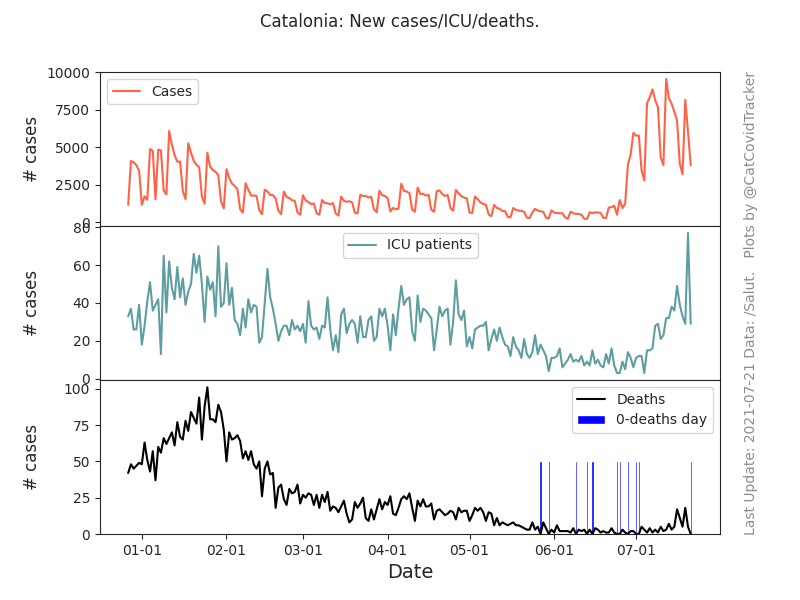 Catalonia: New cases/ICU/deaths.
10000
7500
5000
2500
0
# cases
Cases
80
60
40
20
0
# cases
ICU patients
100
75
50
25
0
# cases
Deaths
0-deaths day
01-01
02-01
03-01
04-01
05-01
06-01
07-01
Date
Last Update: 2021-07-21 Data: /Salut. Plots by @CatCovidTracker